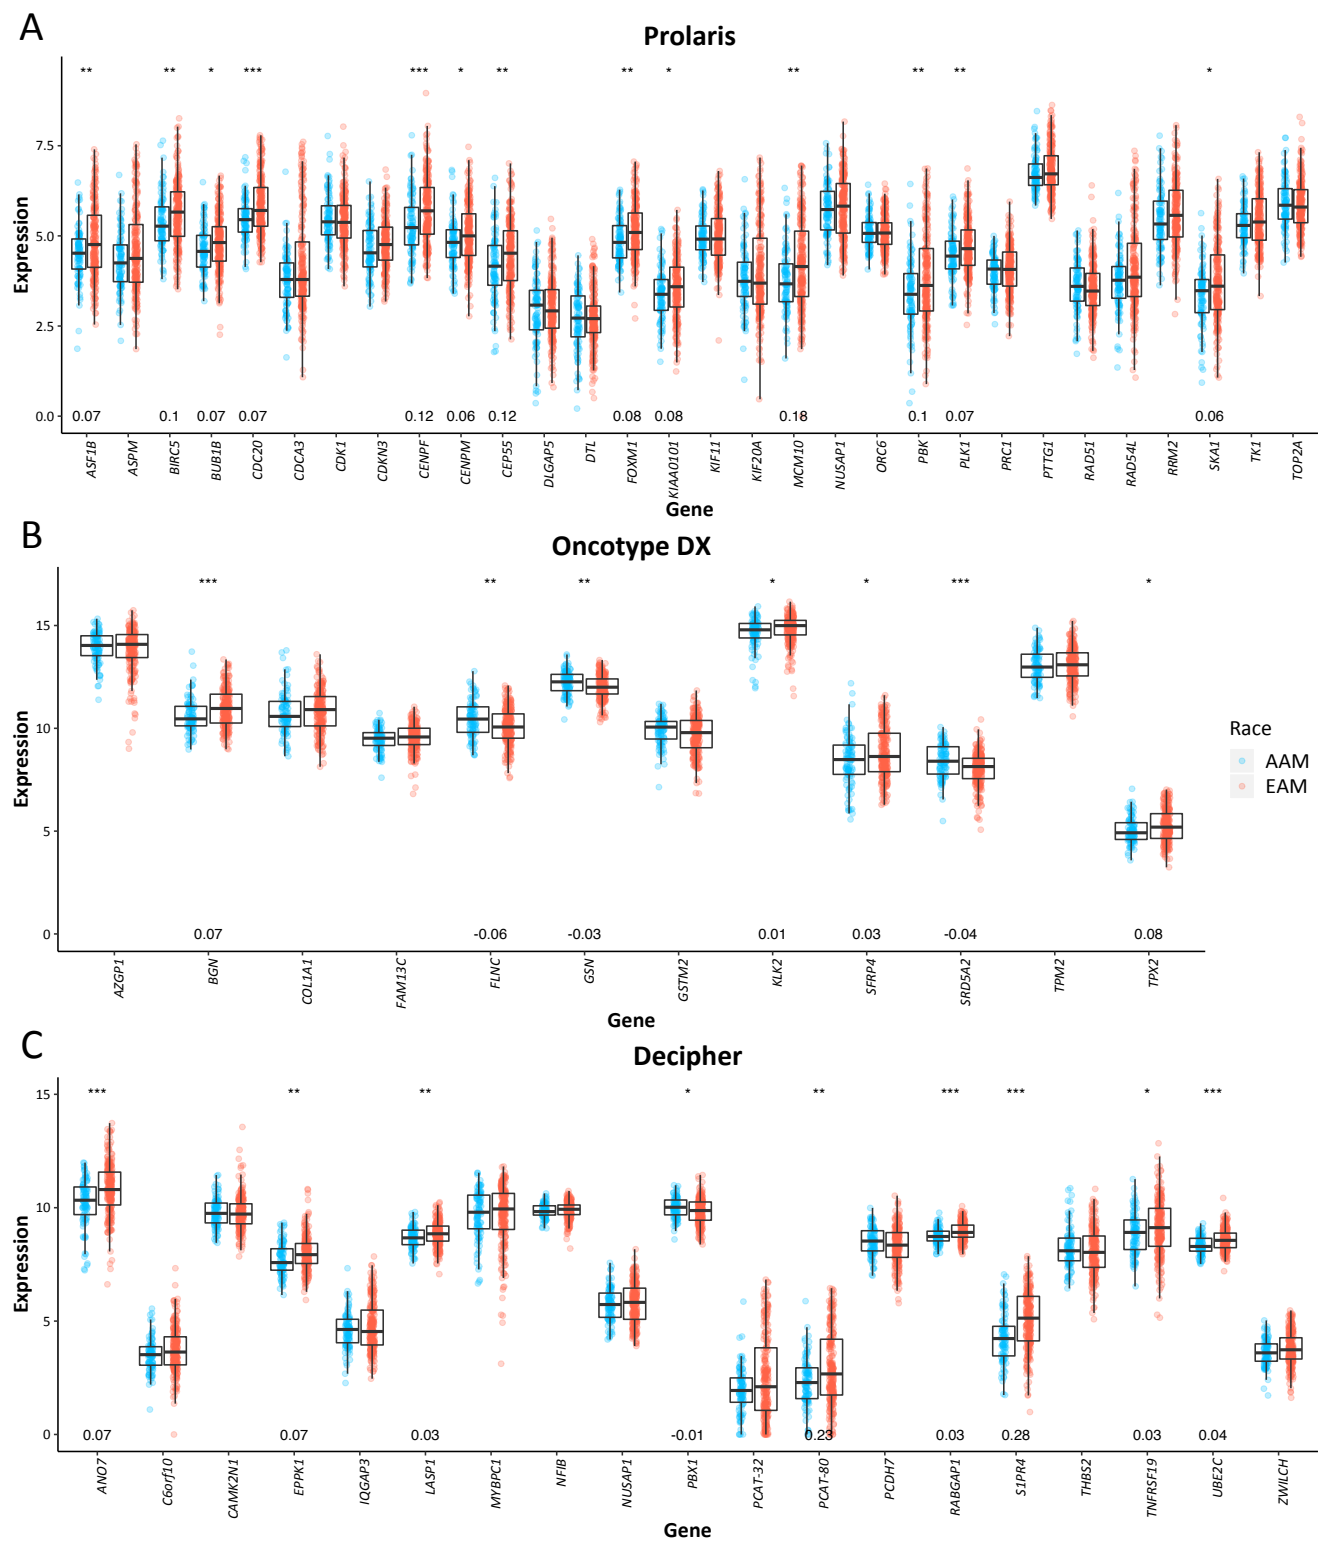 A
Prolaris
** ** * *** *** * ** ** * ** ** ** *
Expression
7.5
5.0
2.5
0.0
0.07 0.1 0.07 0.07 0.12 0.06 0.12 0.08 0.08 0.18 0.1 0.07 0.06
ASF1B ASPM BIRC5 BUB1B CDC20 CDCA3 CDK1 CDKN3 CENPF CENPM CEP55 DLGAP5 DTL FOXM1 KIAA0101 KIF11 KIF20A MCM10 NUSAP1 ORC6 PBK PLK1 PRC1 PTTG1 RAD51 RAD54L RRM2 SKA1 TK1 TOP2A
Gene
B
Oncotype DX
*** ** ** * * *** *
Expression
15
10
5
0
0.07 -0.06 -0.03 0.01 0.03 -0.04 0.08
AZGP1 BGN COL1A1 FAM13C FLNC GSN GSTM2 KLK2 SFRP4 SRD5A2 TPM2 TPX2
Gene
Race
AAM
EAM
C
Decipher
*** ** ** * ** *** *** * ***
Expression
15
10
5
0
0.07 0.07 0.03 -0.01 0.23 0.03 0.28 0.03 0.04
ANO7 C6orf10 CAMK2N1 EPPK1 IQGAP3 LASP1 MYBPC1 NFIB NUSAP1 PBX1 PCAT-32 PCAT-80 PCDH7 RABGAP1 S1PR4 THBS2 TNFRSF19 UBE2C ZWILCH
Gene